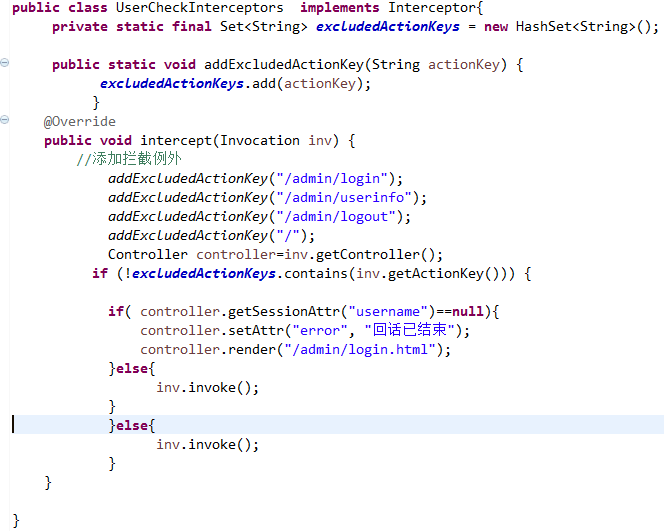 public class UserCheckInterceptors  implements Interceptor{
     private static final Set<String> excludedActionKeys = new HashSet<String>();
     public static void addExcludedActionKey(String actionKey) {
           excludedActionKeys.add(actionKey);
          }
    @Override
    public void intercept(Invocation inv) {
        //添加拦截例外
            addExcludedActionKey("/admin/login");
            addExcludedActionKey("/admin/userinfo");
            addExcludedActionKey("/admin/logout");
            addExcludedActionKey("/");
            Controller controller=inv.getController();
          if (!excludedActionKeys.contains(inv.getActionKey())) {
            if( controller.getSessionAttr("username")==null){
                controller.setAttr("error", "回话已结束");
                controller.render("/admin/login.html");
            }else{
                  inv.invoke();
            }
            }else{
                  inv.invoke();
            }
    }
}